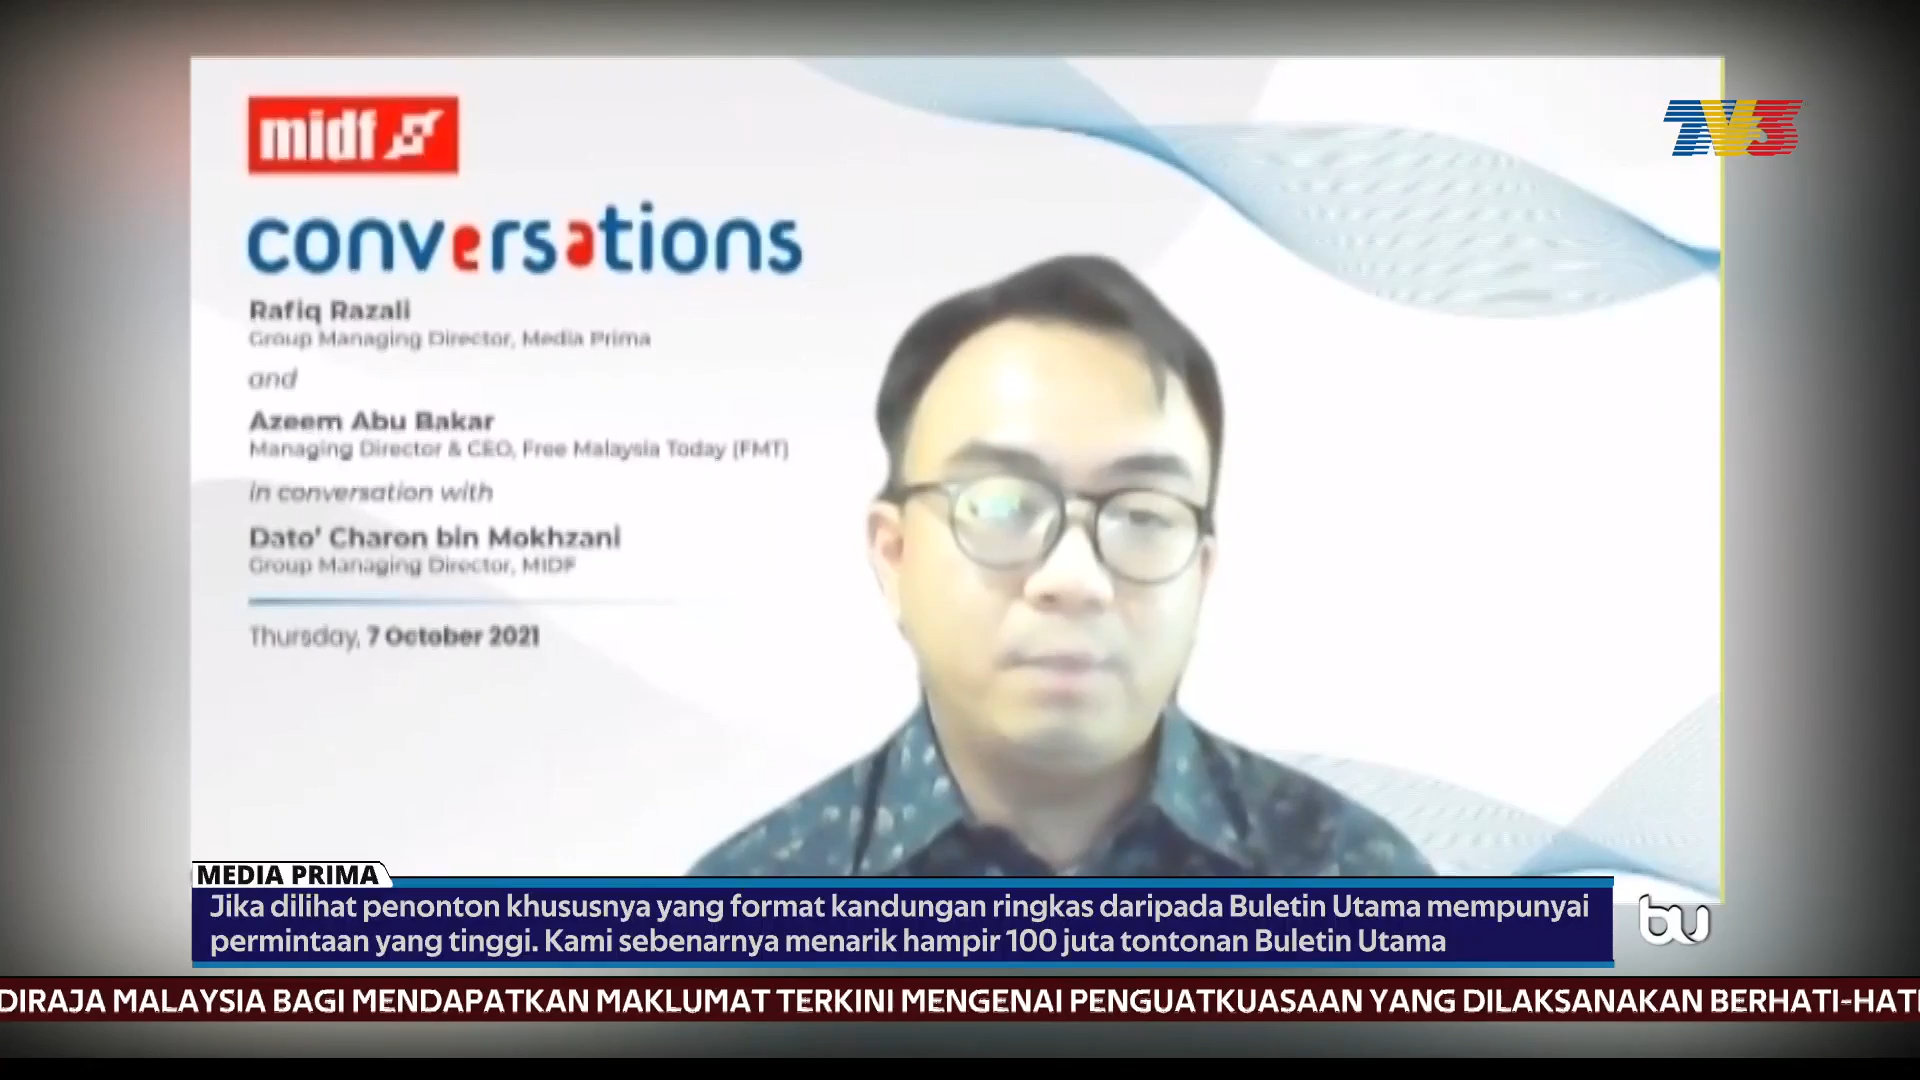 midf
TV3
conversations
Rafiq Razali
Group Managing Director, Media Prima
and
Azeem Abu Bakar
Managing Director & CEO, Free Malaysia Today (FMT)
in conversation with
Dato' Charon bin Mokhzani
Group Managing Director, MIDF
Thursday, 7 October 2021
MEDIA PRIMA
Jika dilihat penonton khususnya yang format kandungan ringkas daripada Buletin Utama mempunyai
permintaan yang tinggi. Kami sebenarnya menarik hampir 100 juta tontonan Buletin Utama
bu
DIRAJA MALAYSIA BAGI MENDAPATKAN MAKLUMAT TERKINI MENGENAI PENGUATKUASAAN YANG DILAKSANAKAN BERHATI-HATI